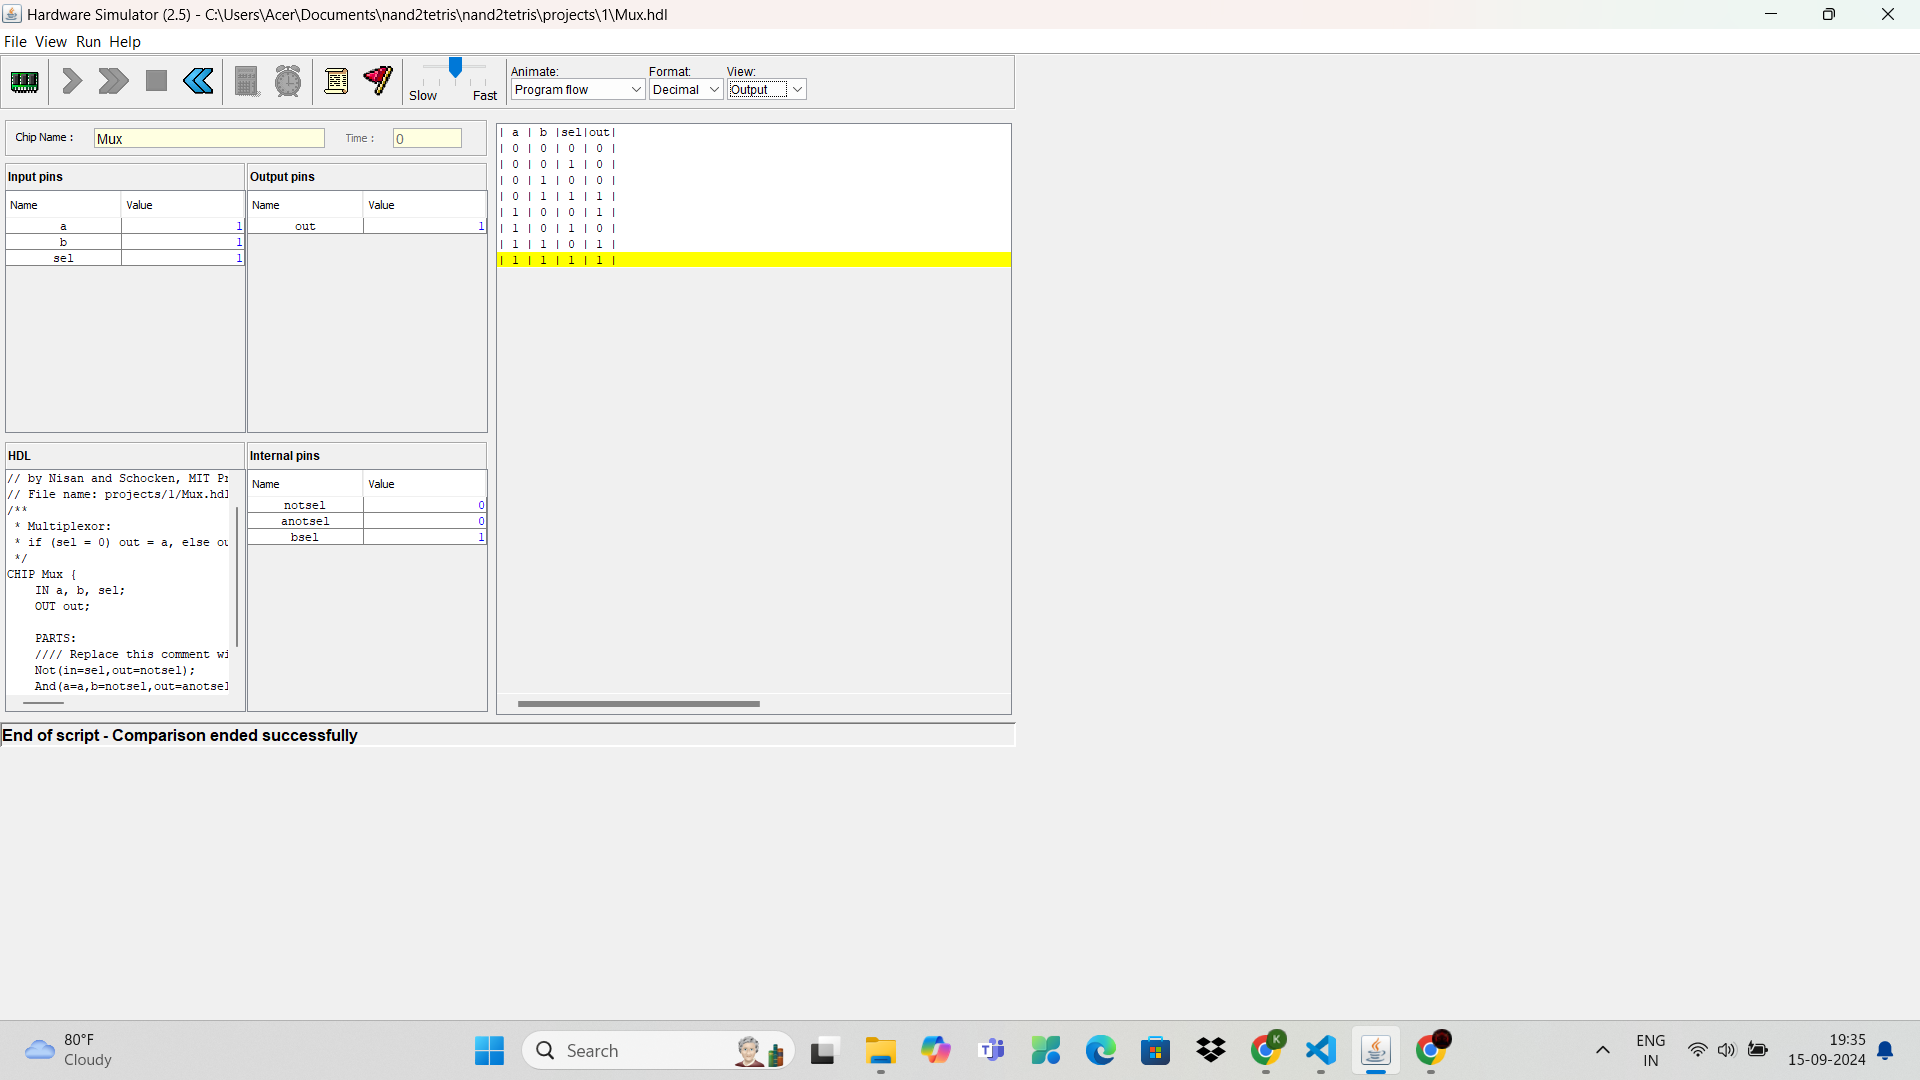 Hardware Simulator (2.5) - C:\Users\Acer\Documents\nand2tetris\nand2tetris\projects\1\Mux.hdl
File View Run Help
Animate: Format: View:
Slow Fast Program flow Decimal Output
Chip Name : Mux Time : 0
Input pins
Name Value
a 1
b 1
sel 1
Output pins
Name Value
out 1
| a | b |sel|out|
| 0 | 0 | 0 | 0 |
| 0 | 0 | 1 | 0 |
| 0 | 1 | 0 | 0 |
| 0 | 1 | 1 | 1 |
| 1 | 0 | 0 | 1 |
| 1 | 0 | 1 | 0 |
| 1 | 1 | 0 | 1 |
| 1 | 1 | 1 | 1 |
HDL
// by Nisan and Schocken, MIT Pr
// File name: projects/1/Mux.hdl
/**
* Multiplexor:
* if (sel = 0) out = a, else ou
*/
CHIP Mux {
IN a, b, sel;
OUT out;
PARTS:
//// Replace this comment wi
Not(in=sel,out=notsel);
And(a=a,b=notsel,out=anotsel
Internal pins
Name Value
notsel 0
anotsel 0
bsel 1
End of script - Comparison ended successfully
80°F
Cloudy
Search
K
ENG
IN
19:35
15-09-2024